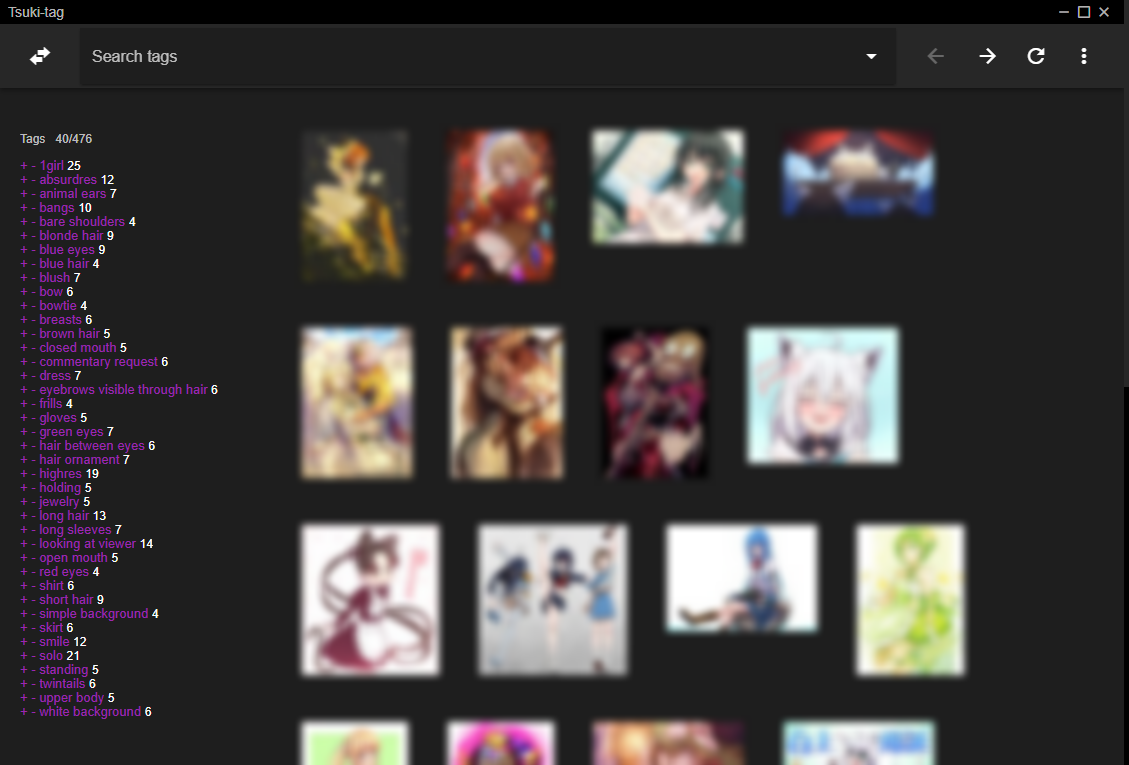 Tsuki-tag
Search tags
Tags 40/476
+ - 1girl 25
+ - absurdres 12
+ - animal ears 7
+ - bangs 10
+ - bare shoulders 4
+ - blonde hair 9
+ - blue eyes 9
+ - blue hair 4
+ - blush 7
+ - bow 6
+ - bowtie 4
+ - breasts 6
+ - brown hair 5
+ - closed mouth 5
+ - commentary request 6
+ - dress 7
+ - eyebrows visible through hair 6
+ - frills 4
+ - gloves 5
+ - green eyes 7
+ - hair between eyes 6
+ - hair ornament 7
+ - highres 19
+ - holding 5
+ - jewelry 5
+ - long hair 13
+ - long sleeves 7
+ - looking at viewer 14
+ - open mouth 5
+ - red eyes 4
+ - shirt 6
+ - short hair 9
+ - simple background 4
+ - skirt 6
+ - smile 12
+ - solo 21
+ - standing 5
+ - twintails 6
+ - upper body 5
+ - white background 6